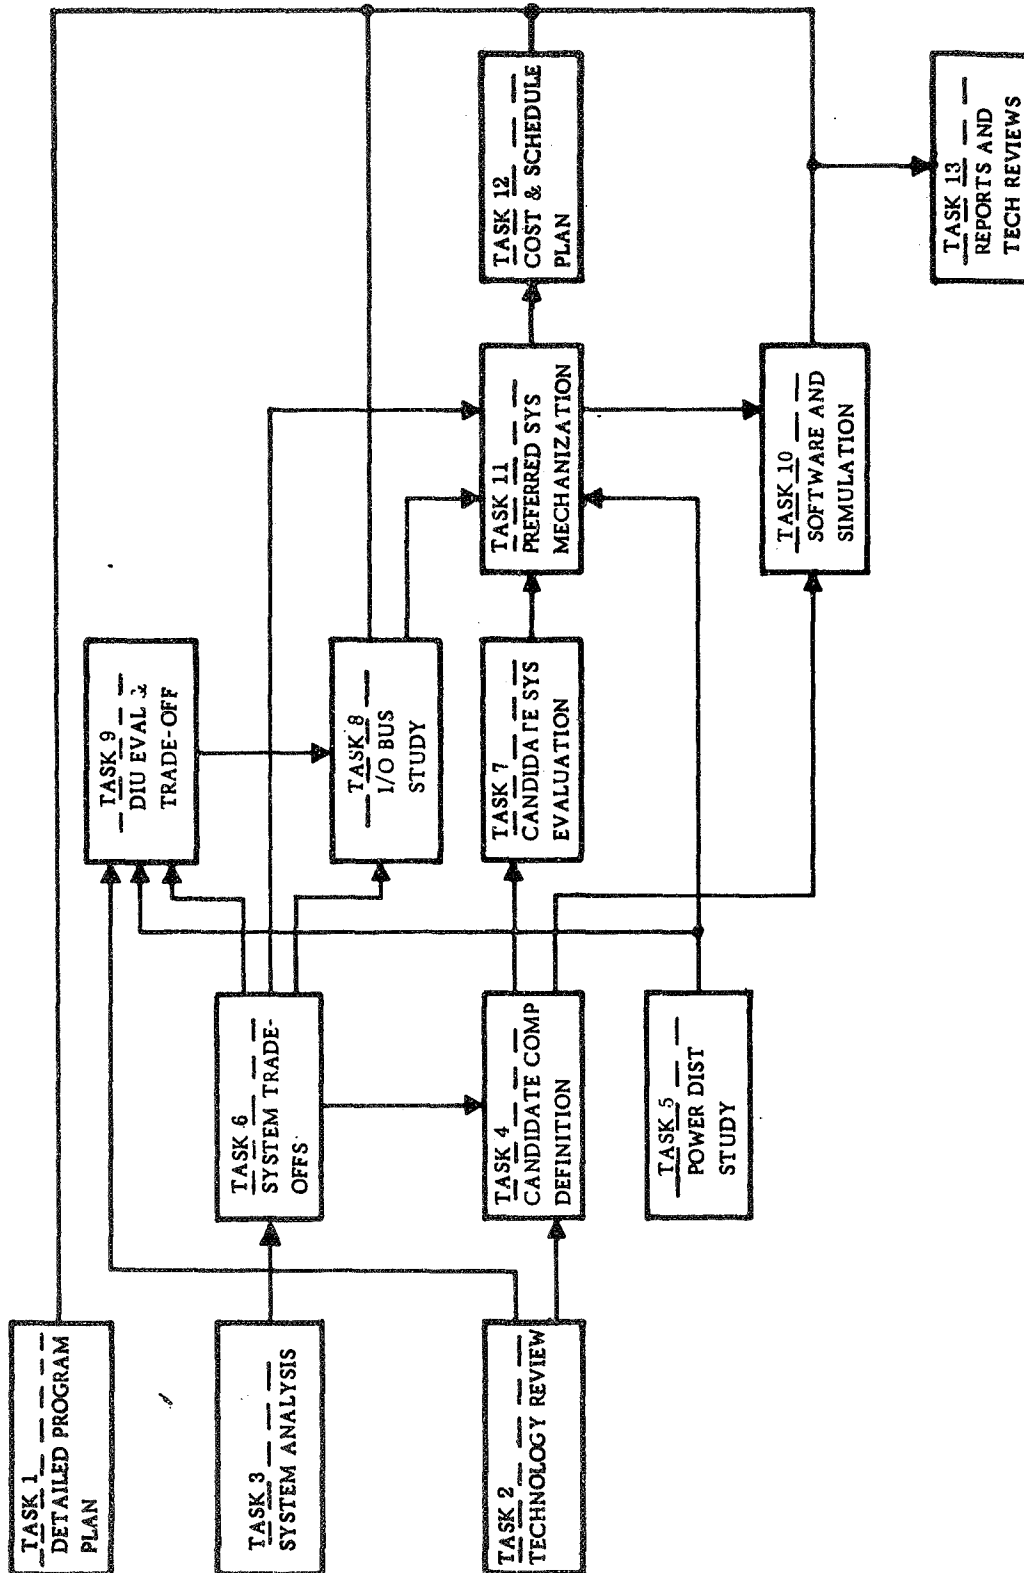 TASK 1
DETAILED PROGRAM
PLAN
TASK 3
SYSTEM ANALYSIS
TASK 2
TECHNOLOGY REVIEW
TASK 6
SYSTEM TRADE-
OFFS
TASK 4
CANDIDATE COMP
DEFINITION
TASK 5
POWER DIST
STUDY
TASK 9
DIU EVAL &
TRADE-OFF
TASK 8
I/O BUS
STUDY
TASK 7
CANDIDATE SYS
EVALUATION
TASK 11
PREFERRED SYS
MECHANIZATION
TASK 10
SOFTWARE AND
SIMULATION
TASK 12
COST & SCHEDULE
PLAN
TASK 13
REPORTS AND
TECH REVIEWS